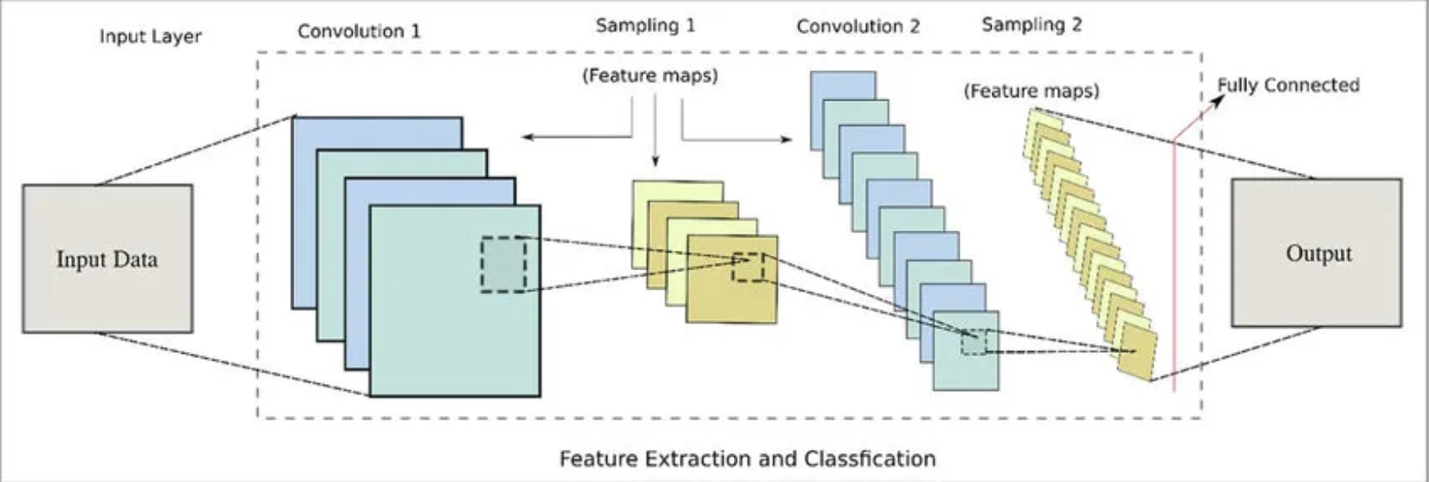 Input Layer
Convolution 1
Sampling 1
Convolution 2
Sampling 2
(Feature maps)
(Feature maps)
Fully Connected
Input Data
Output
Feature Extraction and Classfication